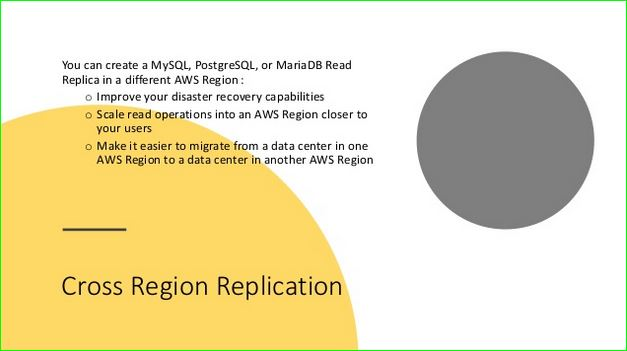 You can create a MySQL, PostgreSQL, or MariaDB Read
Replica in a different AWS Region :
o Improve your disaster recovery capabilities
o Scale read operations into an AWS Region closer to
your users
o Make it easier to migrate from a data center in one
AWS Region to a data center in another AWS Region
Cross Region Replication